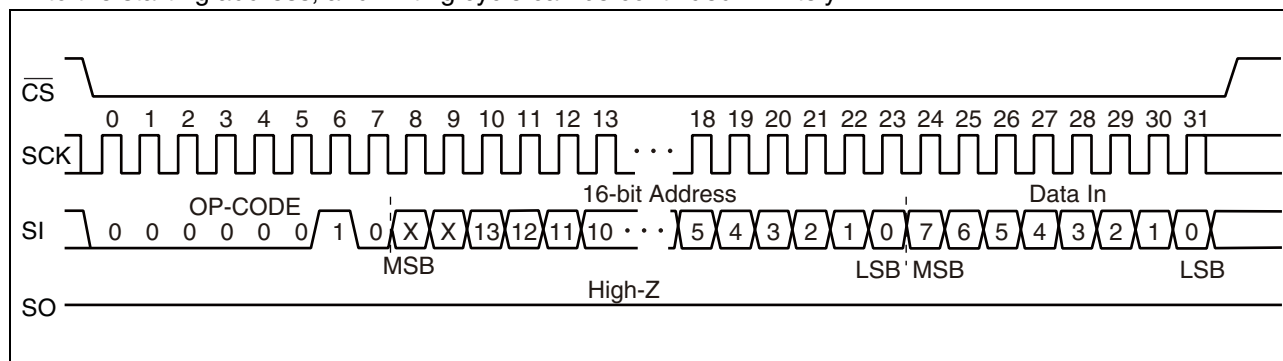 CS
0 1 2 3 4 5 6 7 8 9 10 11 12 13 18 19 20 21 22 23 24 25 26 27 28 29 30 31
SCK · · ·
OP-CODE 16-bit Address Data In
SI 0 0 0 0 0 0 1 0 X X 13 12 11 10 · · · 5 4 3 2 1 0 7 6 5 4 3 2 1 0
MSB LSB MSB LSB
High-Z
SO